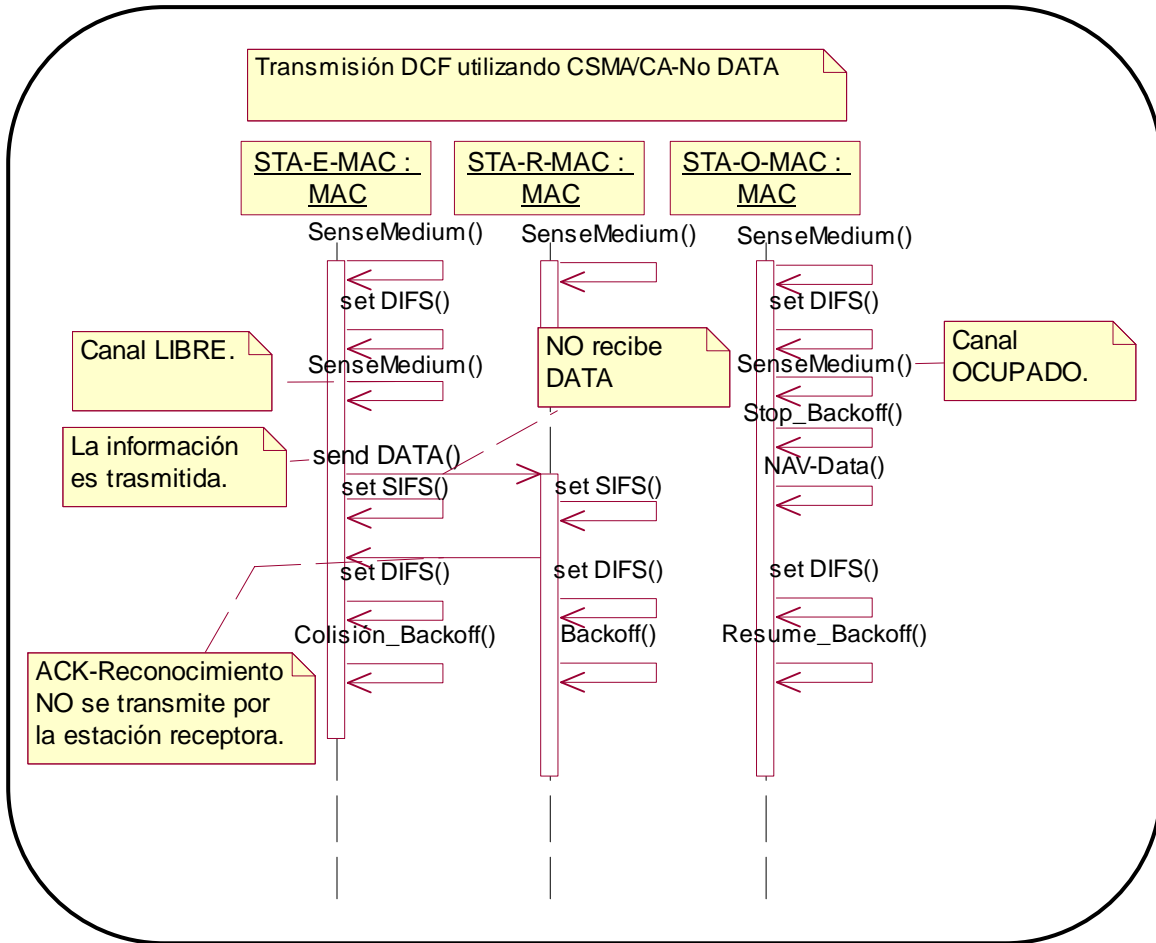 Transmisión DCF utilizando CSMA/CA-No DATA
STA-E-MAC :
MAC
STA-R-MAC :
MAC
STA-O-MAC :
MAC
SenseMedium()
SenseMedium()
SenseMedium()
set DIFS()
set DIFS()
Canal LIBRE.
SenseMedium()
NO recibe
DATA
SenseMedium()
Canal
OCUPADO.
Stop_Backoff()
La información
es trasmitida.
send DATA()
NAV-Data()
set SIFS()
set SIFS()
set DIFS()
set DIFS()
set DIFS()
Colisión_Backoff()
Backoff()
Resume_Backoff()
ACK-Reconocimiento
NO se transmite por
la estación receptora.